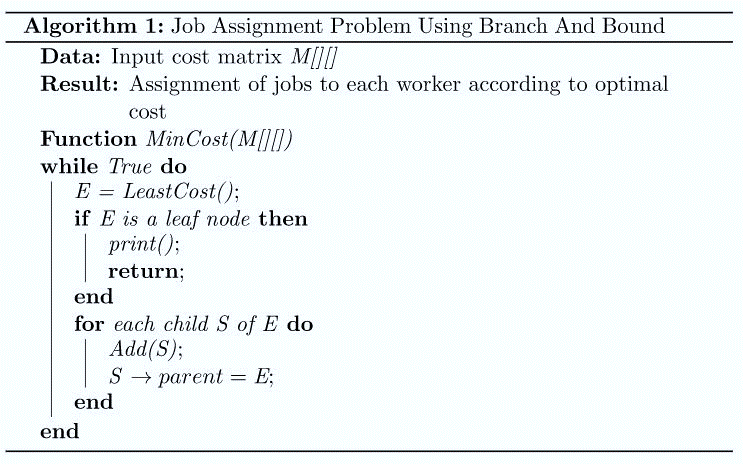 Algorithm 1: Job Assignment Problem Using Branch And Bound
Data: Input cost matrix M[][]
Result: Assignment of jobs to each worker according to optimal
cost
Function MinCost(M[][])
while True do
E = LeastCost();
if E is a leaf node then
print();
return;
end
for each child S of E do
Add(S);
S → parent = E;
end
end